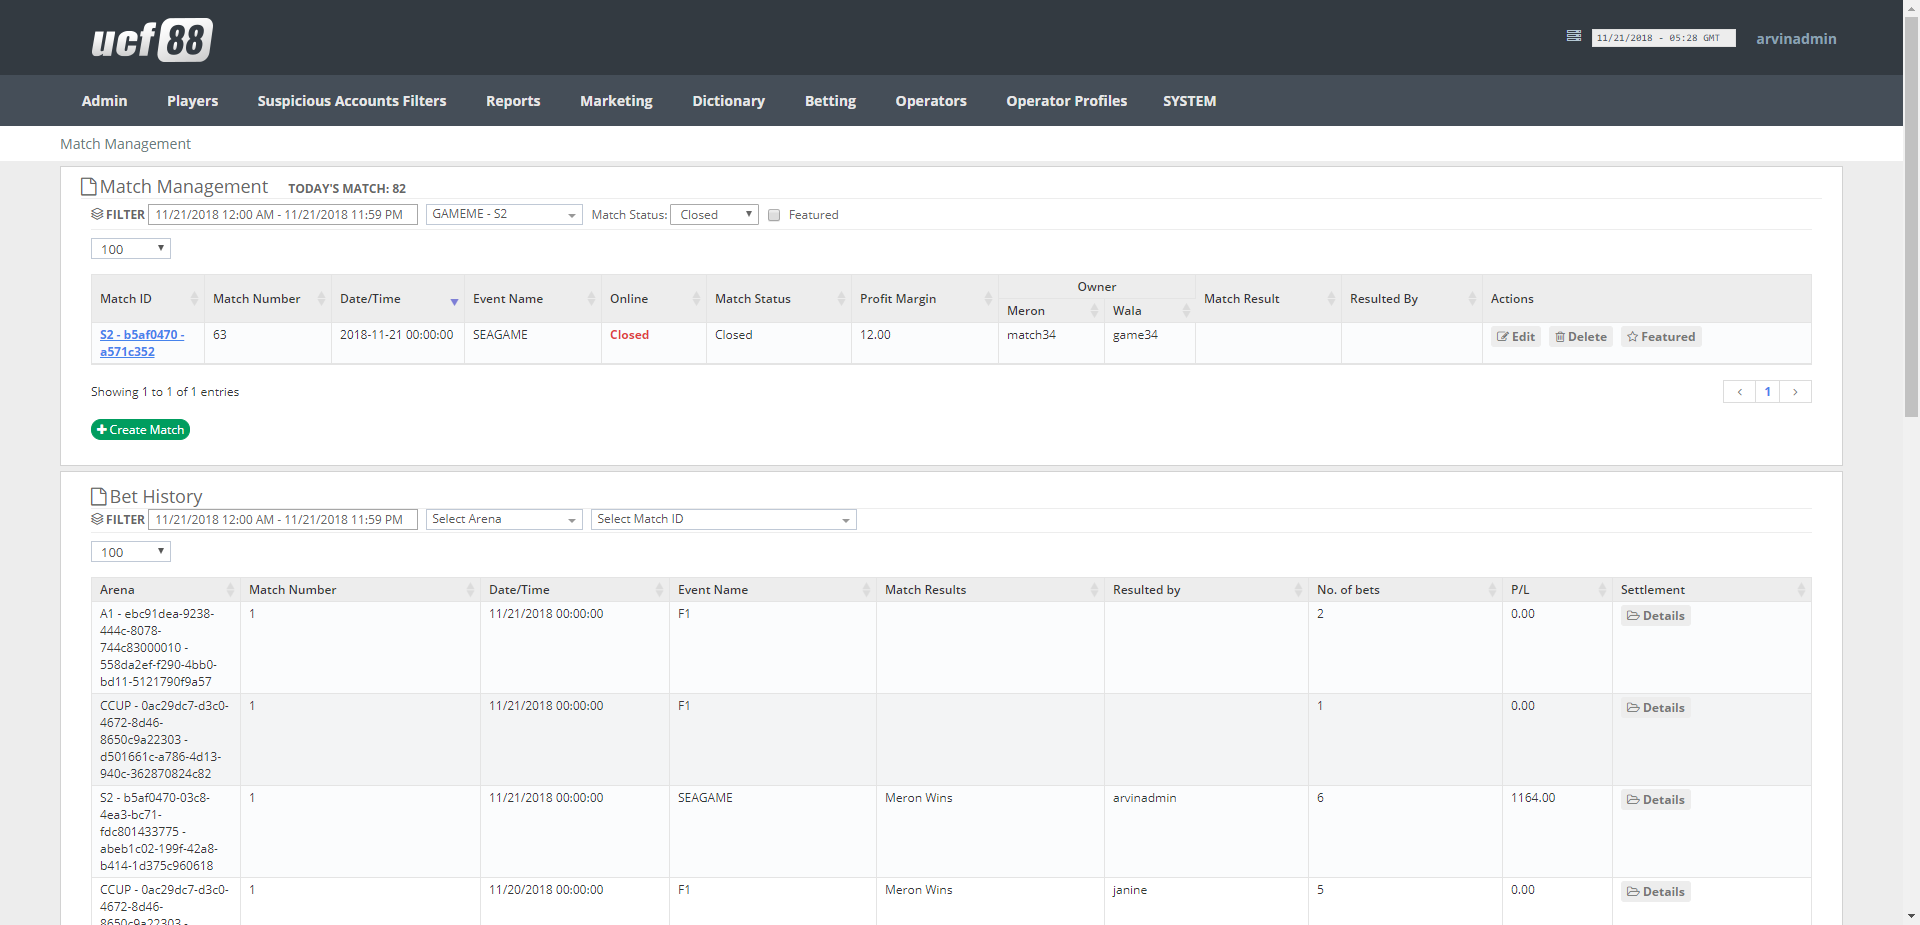 ucf 88
11/21/2018 - 05:28 GMT
arvinadmin
Admin Players Suspicious Accounts Filters Reports Marketing Dictionary Betting Operators Operator Profiles SYSTEM
Match Management
Match Management TODAY'S MATCH: 82
FILTER 11/21/2018 12:00 AM - 11/21/2018 11:59 PM GAMEME - S2 Match Status: Closed Featured
100
Owner
Match ID Match Number Date/Time Event Name Online Match Status Profit Margin Match Result Resulted By Actions
Meron Wala
S2 - b5af0470 - 63 2018-11-21 00:00:00 SEAGAME Closed Closed 12.00 match34 game34 Edit Delete Featured
a571c352
Showing 1 to 1 of 1 entries
‹ 1 ›
Create Match
Bet History
FILTER 11/21/2018 12:00 AM - 11/21/2018 11:59 PM Select Arena Select Match ID
100
Arena Match Number Date/Time Event Name Match Results Resulted by No. of bets P/L Settlement
A1 - ebc91dea-9238- 1 11/21/2018 00:00:00 F1 2 0.00 Details
444c-8078-
744c83000010 -
558da2ef-f290-4bb0-
bd11-5121790f9a57
CCUP - 0ac29dc7-d3c0- 1 11/21/2018 00:00:00 F1 1 0.00 Details
4672-8d46-
8650c9a22303 -
d501661c-a786-4d13-
940c-362870824c82
S2 - b5af0470-03c8- 1 11/21/2018 00:00:00 SEAGAME Meron Wins arvinadmin 6 1164.00 Details
4ea3-bc71-
fdc801433775 -
abeb1c02-199f-42a8-
b414-1d375c960618
CCUP - 0ac29dc7-d3c0- 1 11/20/2018 00:00:00 F1 Meron Wins janine 5 0.00 Details
4672-8d46-
8650c9a22303 -